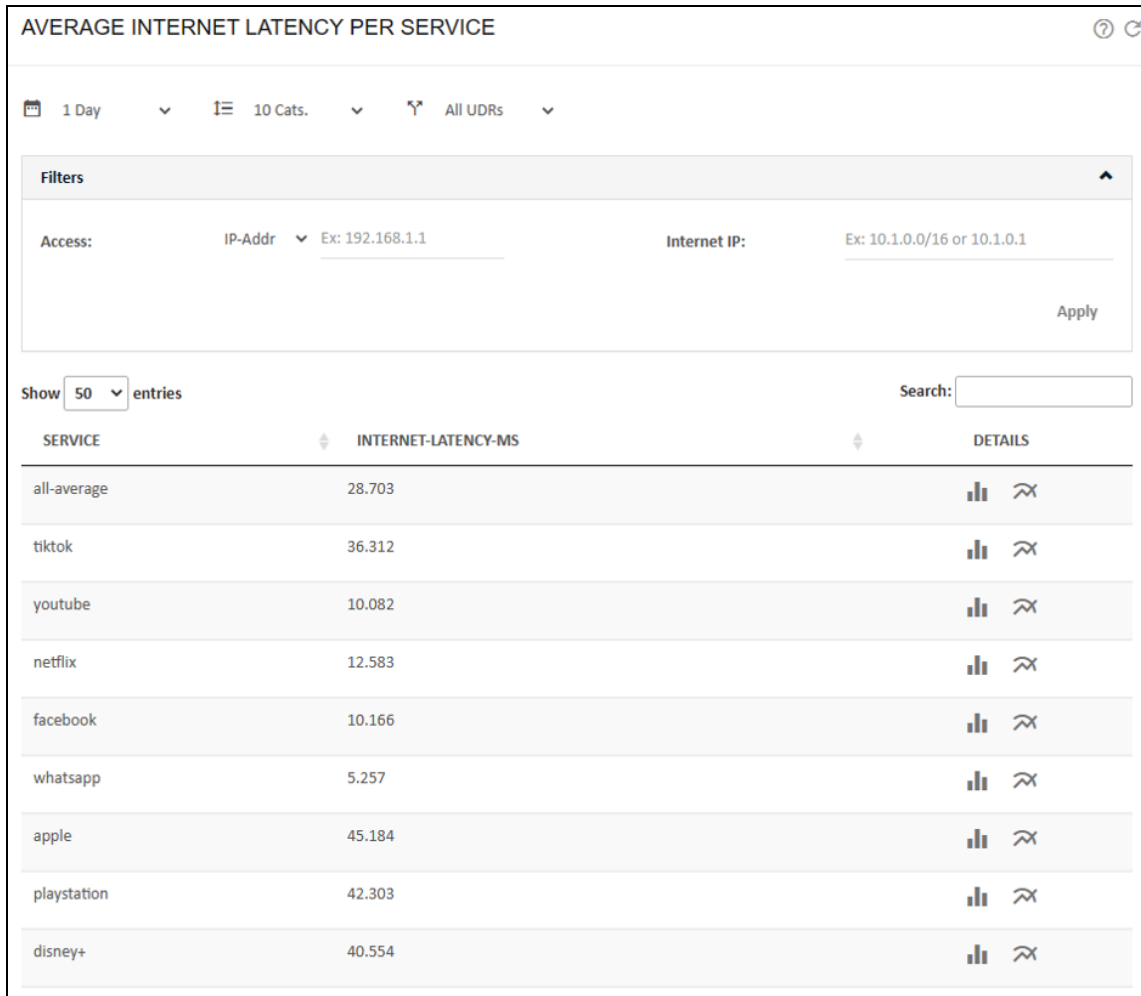 AVERAGE INTERNET LATENCY PER SERVICE
1 Day 10 Cats. All UDRs
Filters
Access: IP-Addr Ex: 192.168.1.1 Internet IP: Ex: 10.1.0.0/16 or 10.1.0.1
Apply
Show 50 entries Search:
SERVICE INTERNET-LATENCY-MS DETAILS
all-average 28.703
tiktok 36.312
youtube 10.082
netflix 12.583
facebook 10.166
whatsapp 5.257
apple 45.184
playstation 42.303
disney+ 40.554